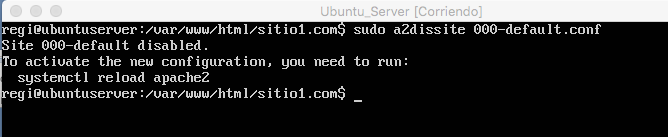 Ubuntu_Server [Corriendo]
regi@ubuntuserver:/var/www/html/sitio1.com$ sudo a2dissite 000-default.conf
Site 000-default disabled.
To activate the new configuration, you need to run:
  systemctl reload apache2
regi@ubuntuserver:/var/www/html/sitio1.com$ _